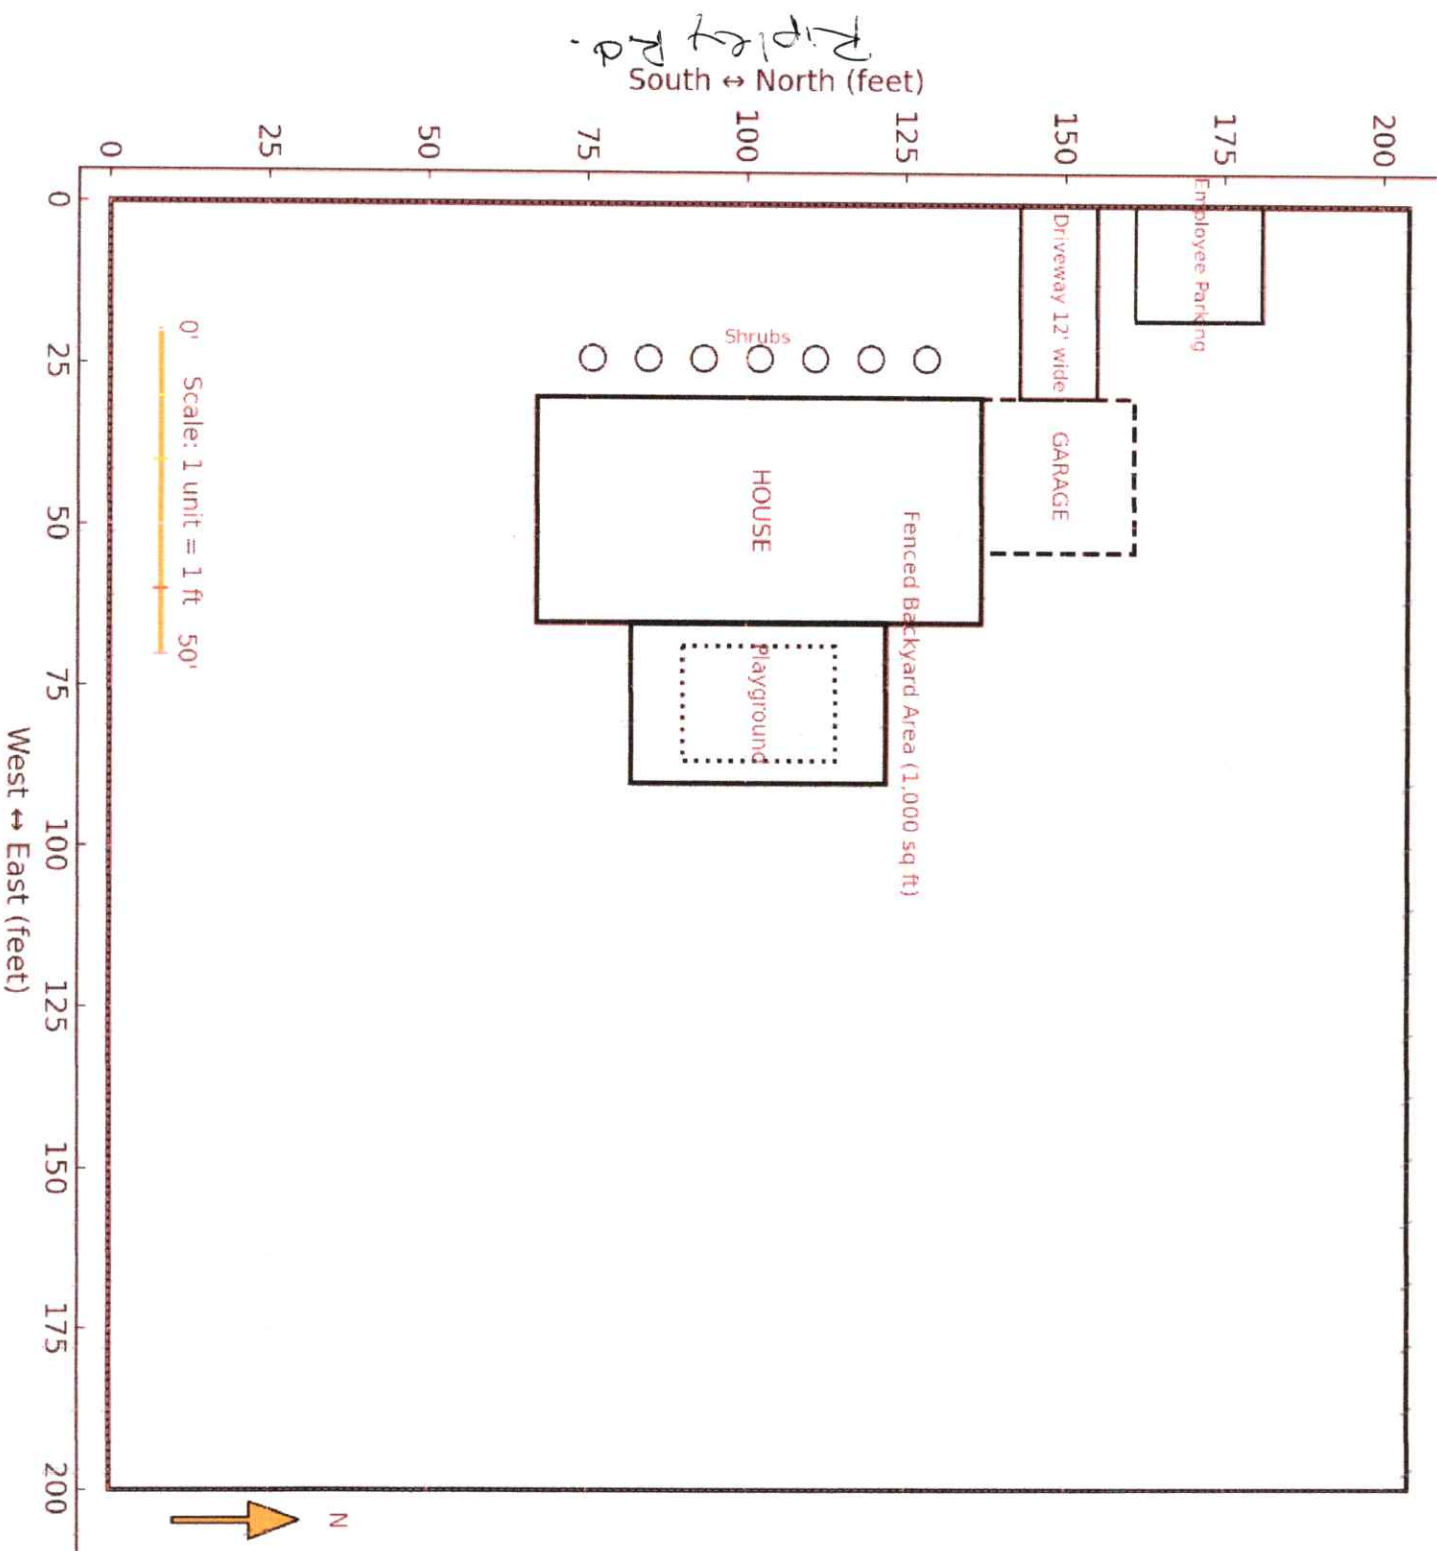 Ripley Rd.
South ↔ North (feet)
0 25 50 75 100 125 150 175 200
Employee Parking
Driveway 12' wide
Shrubs
GARAGE
HOUSE
Fenced Backyard Area (1,000 sq ft)
Playground
0' 50'
Scale: 1 unit = 1 ft
0 25 50 75 100 125 150 175 200
West ↔ East (feet)
N